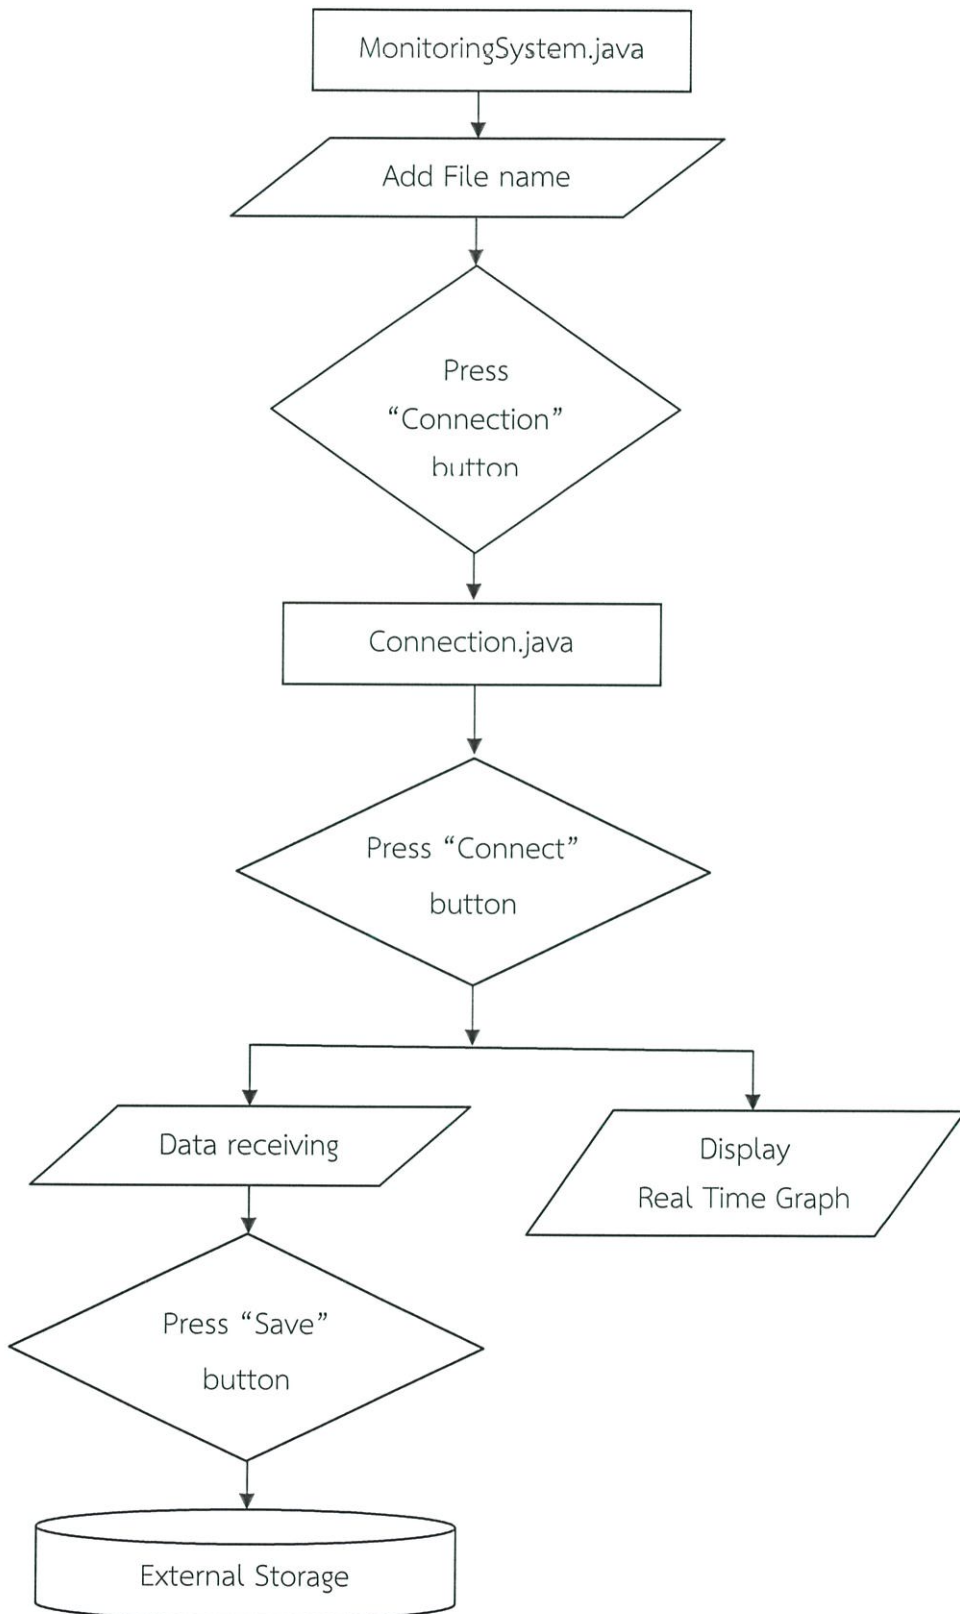 MonitoringSystem.java
Add File name
Press
“Connection”
button
Connection.java
Press “Connect”
button
Data receiving
Display
Real Time Graph
Press “Save”
button
External Storage